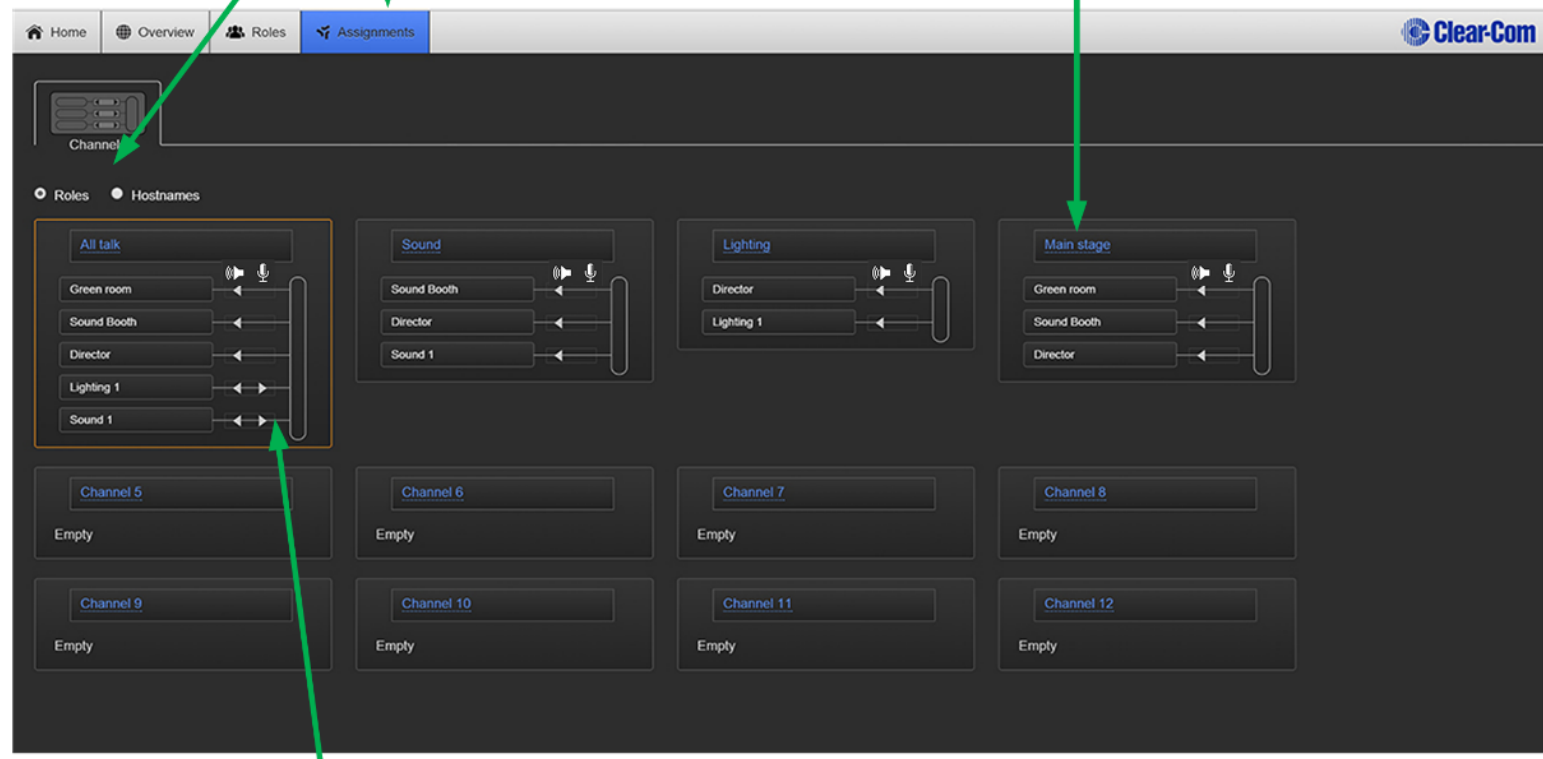 Home Overview Roles Assignments Clear-Com
Channel
Roles Hostnames
All talk
Green room
Sound Booth
Director
Lighting 1
Sound 1
Sound
Sound Booth
Director
Sound 1
Lighting
Director
Lighting 1
Main stage
Green room
Sound Booth
Director
Channel 5
Empty
Channel 6
Empty
Channel 7
Empty
Channel 8
Empty
Channel 9
Empty
Channel 10
Empty
Channel 11
Empty
Channel 12
Empty